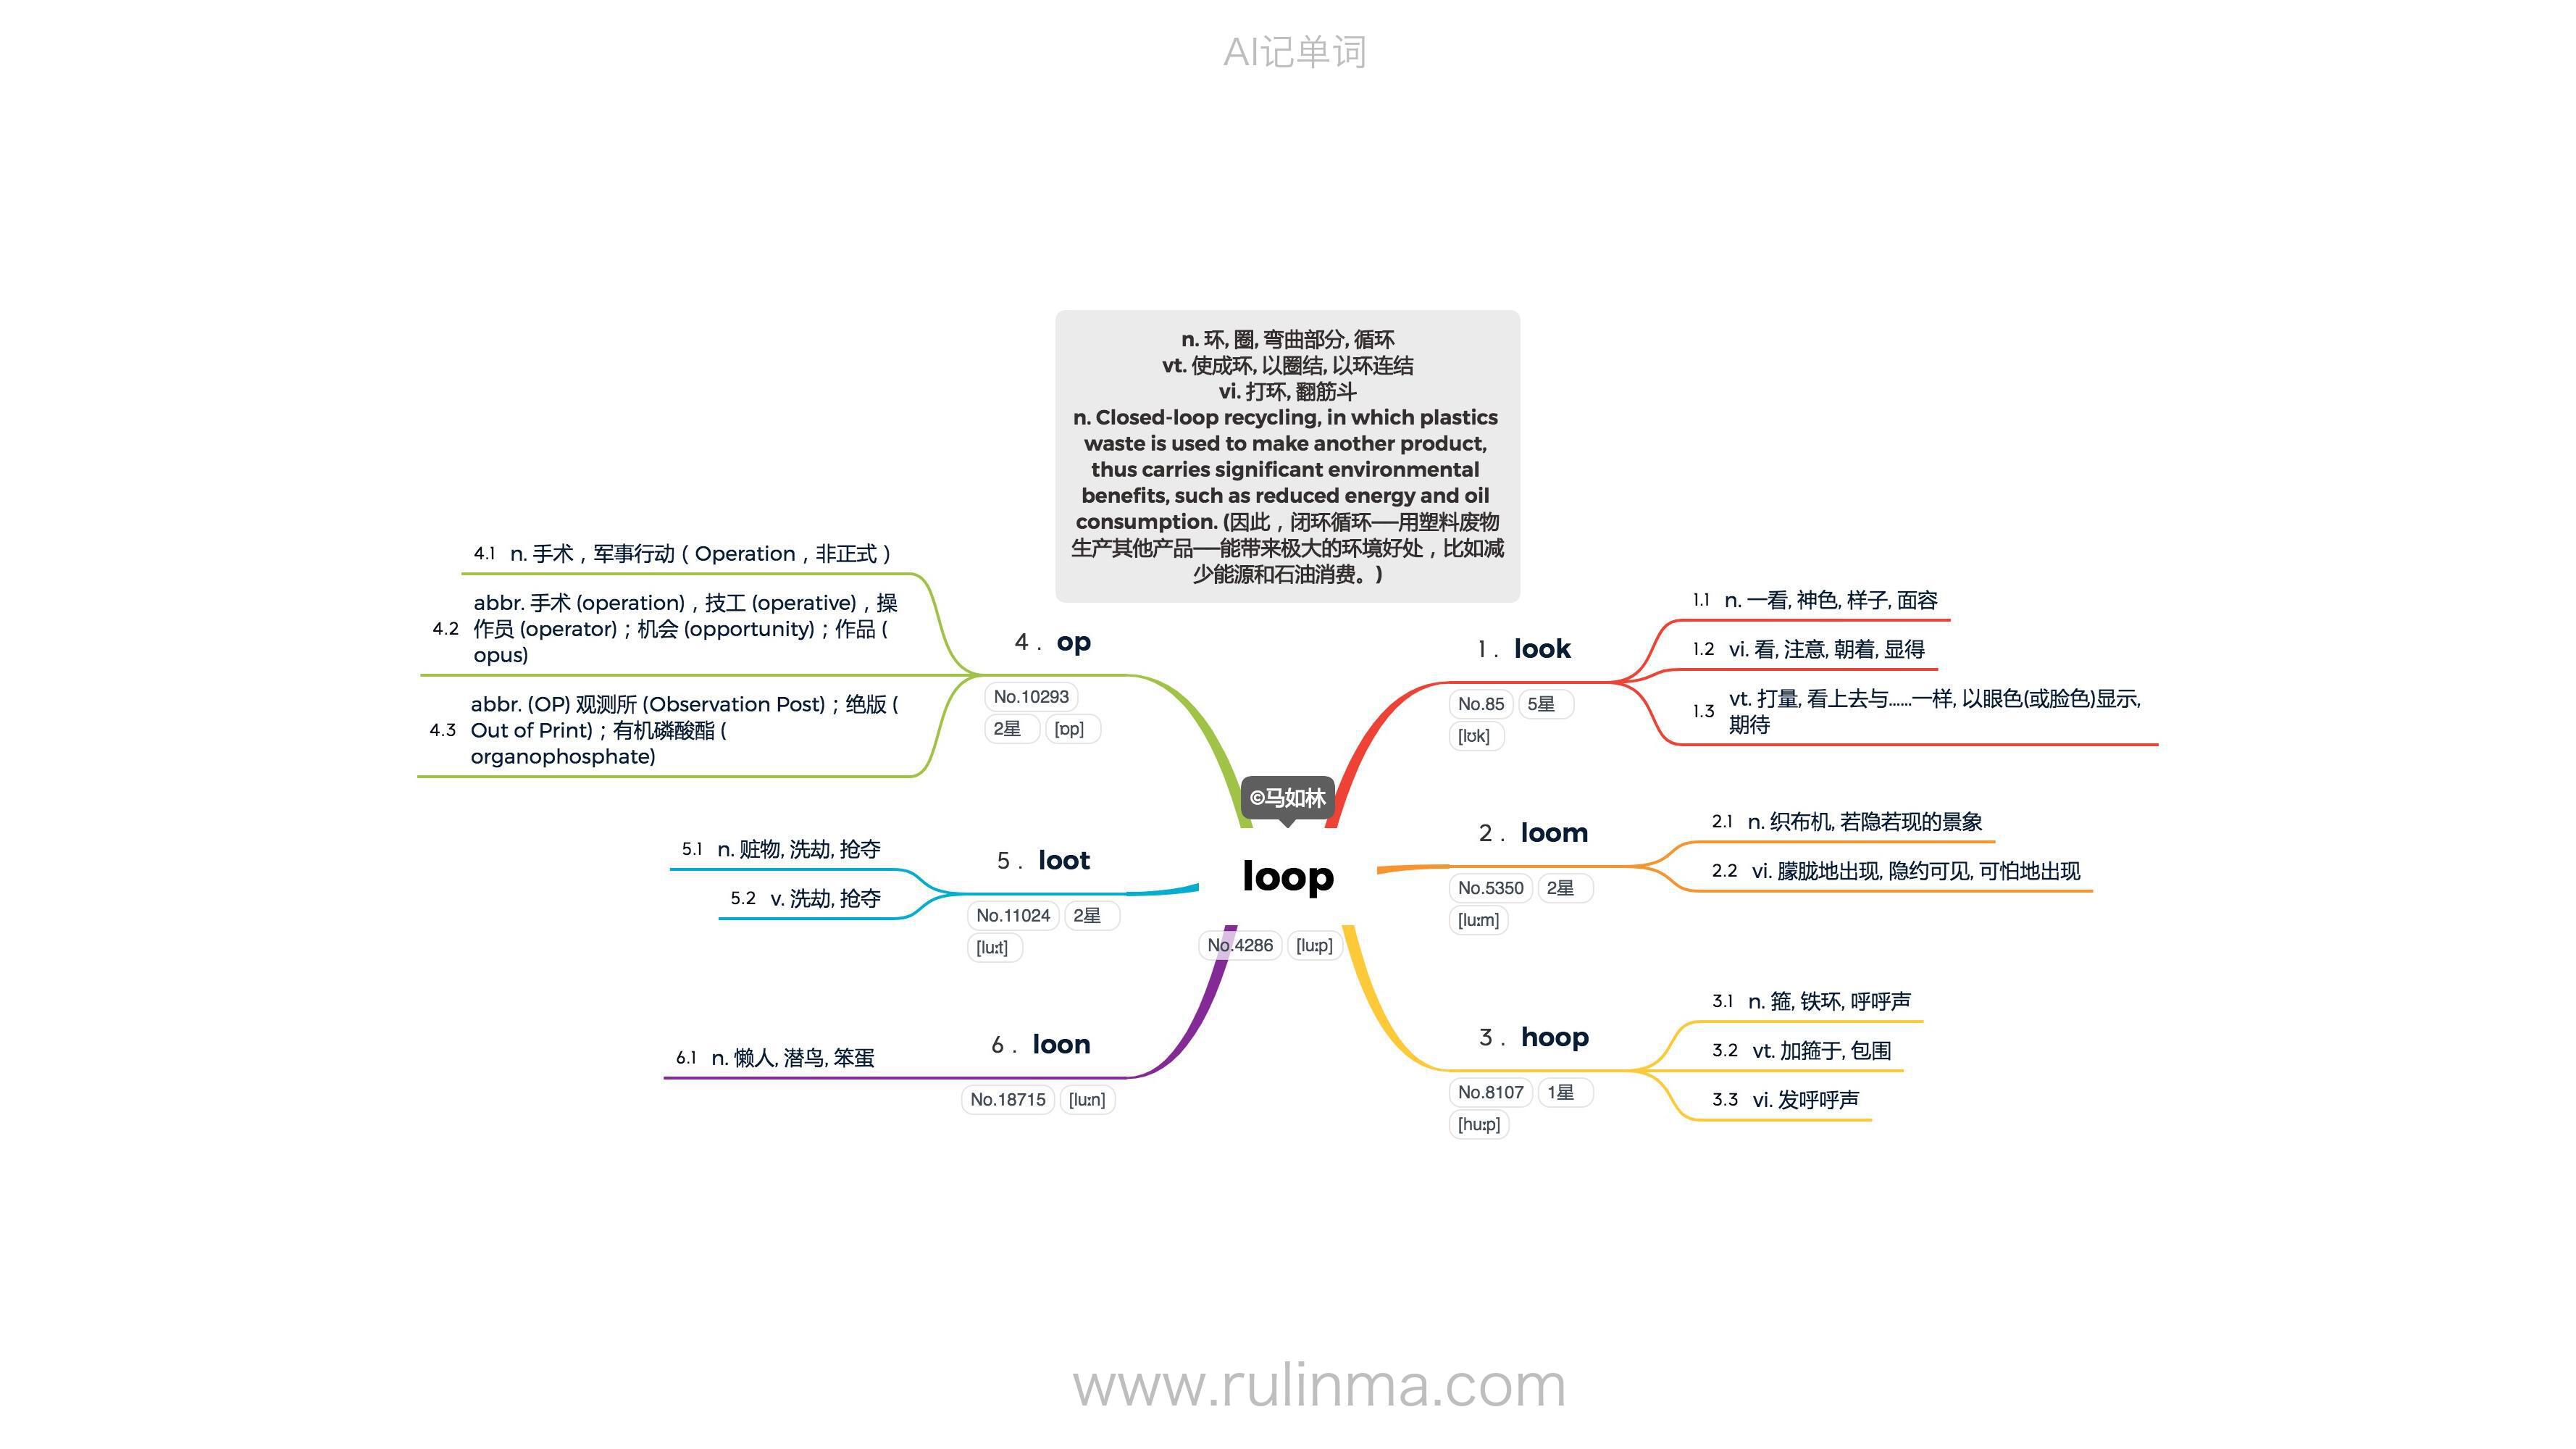 AI记单词
n. 环, 圈, 弯曲部分, 循环
vt. 使成环, 以圈结, 以环连结
vi. 打环, 翻筋斗
n. Closed-loop recycling, in which plastics
waste is used to make another product,
thus carries significant environmental
benefits, such as reduced energy and oil
consumption. (因此，闭环循环——用塑料废物
生产其他产品——能带来极大的环境好处，比如减
少能源和石油消费。)
©马如林
loop
No.4286 [luːp]
1. look
No.85 5星
[lʊk]
1.1 n. 一看, 神色, 样子, 面容
1.2 vi. 看, 注意, 朝着, 显得
1.3 vt. 打量, 看上去与……一样, 以眼色(或脸色)显示,
期待
2. loom
No.5350 2星
[luːm]
2.1 n. 织布机, 若隐若现的景象
2.2 vi. 朦胧地出现, 隐约可见, 可怕地出现
3. hoop
No.8107 1星
[huːp]
3.1 n. 箍, 铁环, 呼呼声
3.2 vt. 加箍于, 包围
3.3 vi. 发呼呼声
4. op
No.10293
2星 [ɒp]
4.1 n. 手术，军事行动（Operation，非正式）
4.2 abbr. 手术 (operation)，技工 (operative)，操
作员 (operator)；机会 (opportunity)；作品 (
opus)
4.3 abbr. (OP) 观测所 (Observation Post)；绝版 (
Out of Print)；有机磷酸酯 (
organophosphate)
5. loot
No.11024 2星
[luːt]
5.1 n. 赃物, 洗劫, 抢夺
5.2 v. 洗劫, 抢夺
6. loon
No.18715 [luːn]
6.1 n. 懒人, 潜鸟, 笨蛋
www.rulinma.com